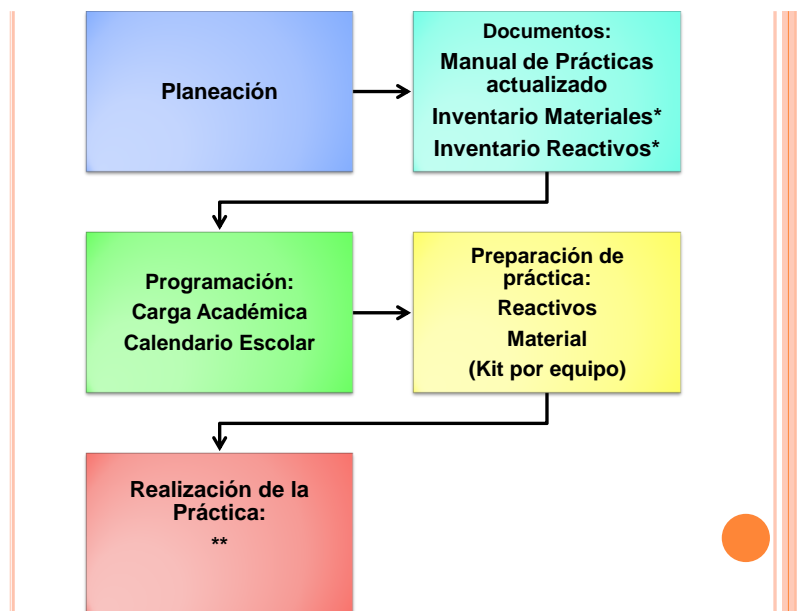 Planeación
Documentos:
Manual de Prácticas
actualizado
Inventario Materiales*
Inventario Reactivos*
Programación:
Carga Académica
Calendario Escolar
Preparación de
práctica:
Reactivos
Material
(Kit por equipo)
Realización de la
Práctica:
**